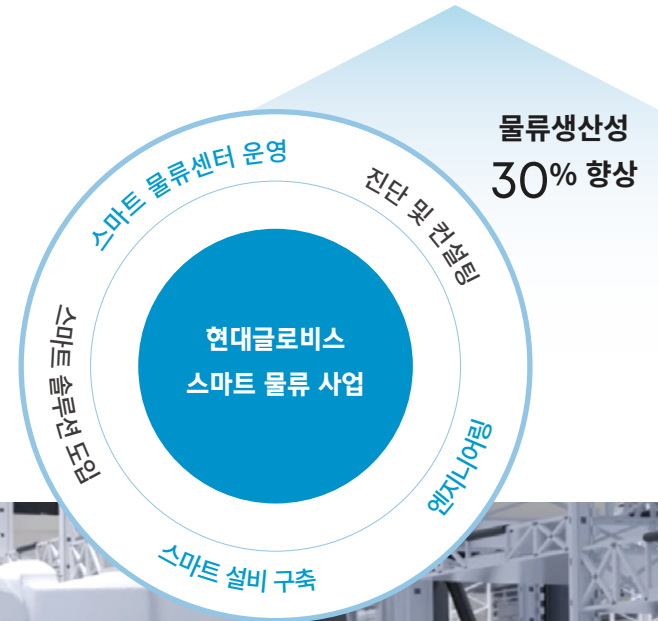 물류생산성
30% 향상
스마트 물류센터 운영
진단 및 컨설팅
현대글로비스
스마트 물류 사업
스마트 솔루션 도입
엔지니어링
스마트 설비 구축